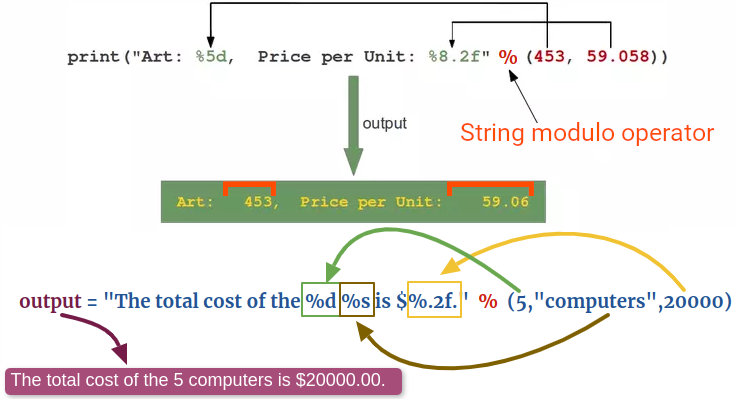 print("Art: %5d,  Price per Unit: %8.2f" % (453, 59.058))
output
String modulo operator
Art:   453,  Price per Unit:    59.06
output = "The total cost of the %d %s is $%.2f." % (5,"computers",20000)
The total cost of the 5 computers is $20000.00.